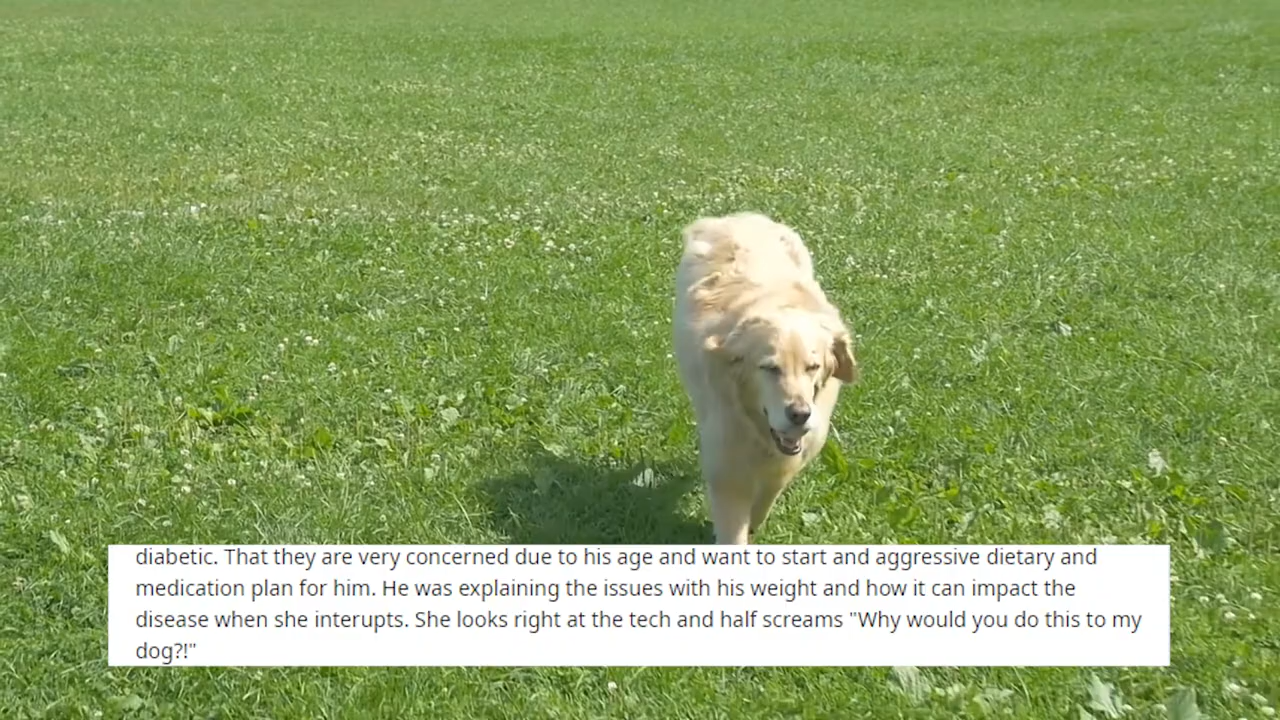 diabetic. That they are very concerned due to his age and want to start and aggressive dietary and
medication plan for him. He was explaining the issues with his weight and how it can impact the
disease when she interupts. She looks right at the tech and half screams "Why would you do this to my
dog?!"